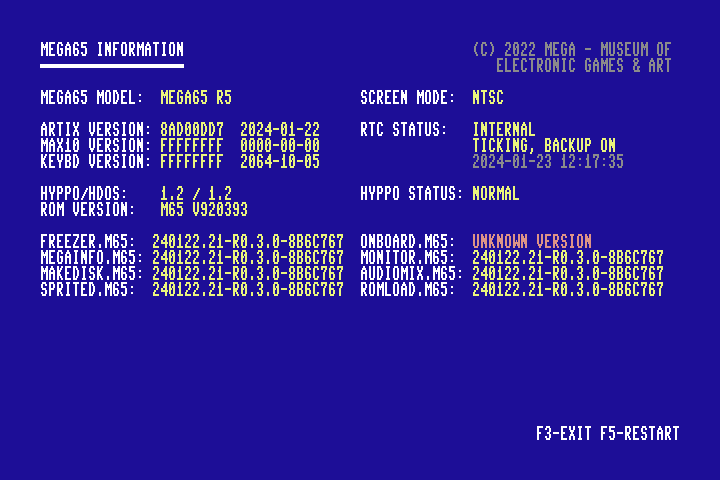 MEGA65 INFORMATION (C) 2022 MEGA - MUSEUM OF
ELECTRONIC GAMES & ART
MEGA65 MODEL: MEGA65 R5 SCREEN MODE: NTSC
ARTIX VERSION: 8AD00DD7 2024-01-22 RTC STATUS: INTERNAL
MAX10 VERSION: FFFFFFFF 0000-00-00 TICKING, BACKUP ON
KEYBD VERSION: FFFFFFFF 2064-10-05 2024-01-23 12:17:35
HYPPO/HDOS: 1.2 / 1.2 HYPPO STATUS: NORMAL
ROM VERSION: M65 V920393
FREEZER.M65: 240122.21-R0.3.0-8B6C767 ONBOARD.M65: UNKNOWN VERSION
MEGAINFO.M65: 240122.21-R0.3.0-8B6C767 MONITOR.M65: 240122.21-R0.3.0-8B6C767
MAKEDISK.M65: 240122.21-R0.3.0-8B6C767 AUDIOMIX.M65: 240122.21-R0.3.0-8B6C767
SPRITED.M65: 240122.21-R0.3.0-8B6C767 ROMLOAD.M65: 240122.21-R0.3.0-8B6C767
F3-EXIT F5-RESTART